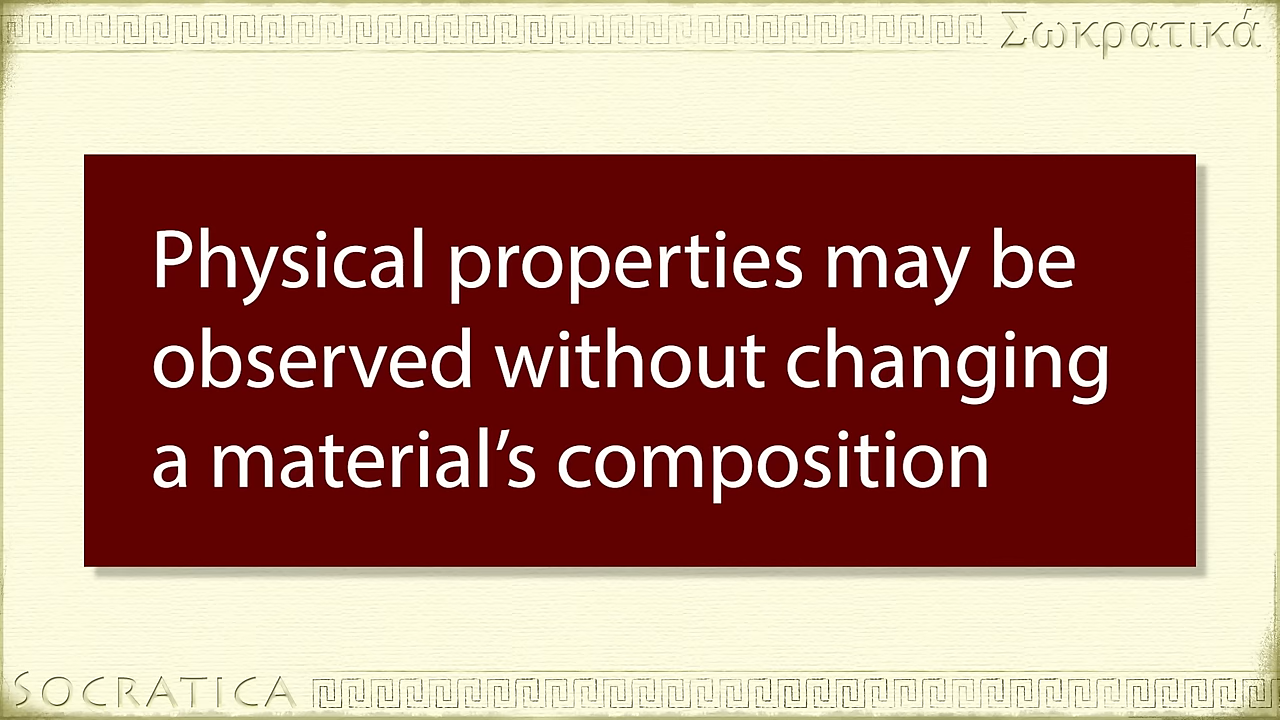 Σωκρατικά
Physical properties may be
observed without changing
a material’s composition
SOCRATICA